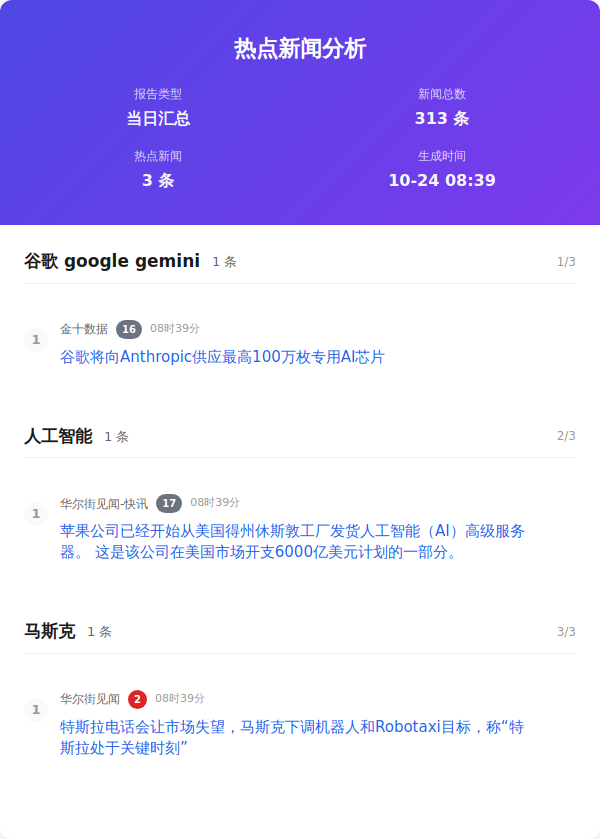 热点新闻分析
报告类型
当日汇总
新闻总数
313 条
热点新闻
3 条
生成时间
10-24 08:39
谷歌 google gemini 1 条 1/3
1
金十数据 16 08时39分
谷歌将向Anthropic供应最高100万枚专用AI芯片
人工智能 1 条 2/3
1
华尔街见闻-快讯 17 08时39分
苹果公司已经开始从美国得州休斯敦工厂发货人工智能（AI）高级服务
器。 这是该公司在美国市场开支6000亿美元计划的一部分。
马斯克 1 条 3/3
1
华尔街见闻 2 08时39分
特斯拉电话会让市场失望，马斯克下调机器人和Robotaxi目标，称“特
斯拉处于关键时刻”